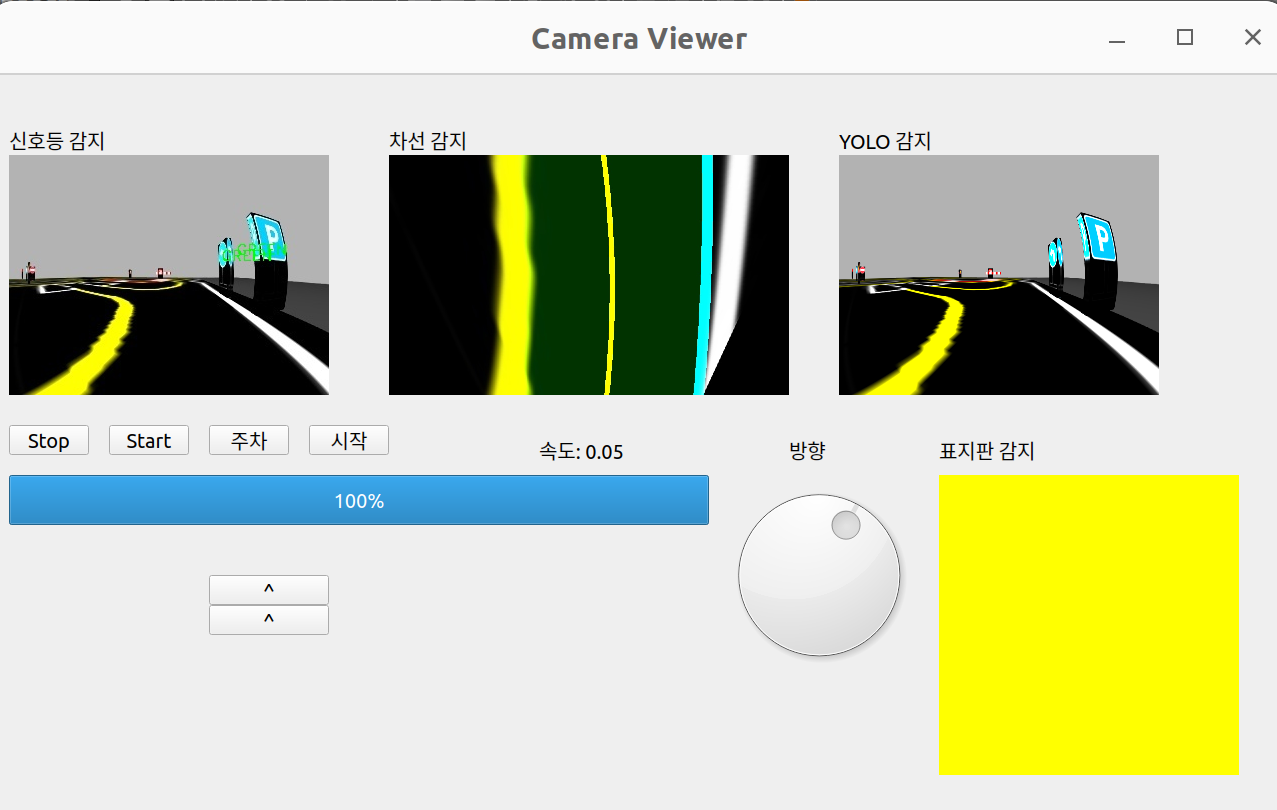 Camera Viewer
신호등 감지
차선 감지
YOLO 감지
P
P
Stop
Start
주차
시작
속도: 0.05
방향
표지판 감지
100%
^
^